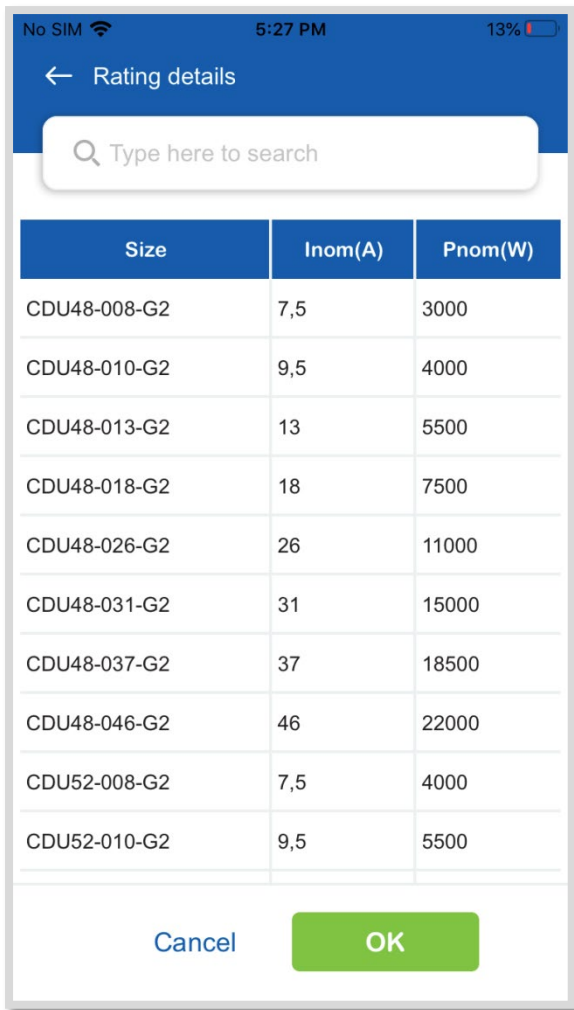 No SIM 5:27 PM 13%
Rating details
Type here to search
Size Inom(A) Pnom(W)
CDU48-008-G2 7,5 3000
CDU48-010-G2 9,5 4000
CDU48-013-G2 13 5500
CDU48-018-G2 18 7500
CDU48-026-G2 26 11000
CDU48-031-G2 31 15000
CDU48-037-G2 37 18500
CDU48-046-G2 46 22000
CDU52-008-G2 7,5 4000
CDU52-010-G2 9,5 5500
Cancel OK